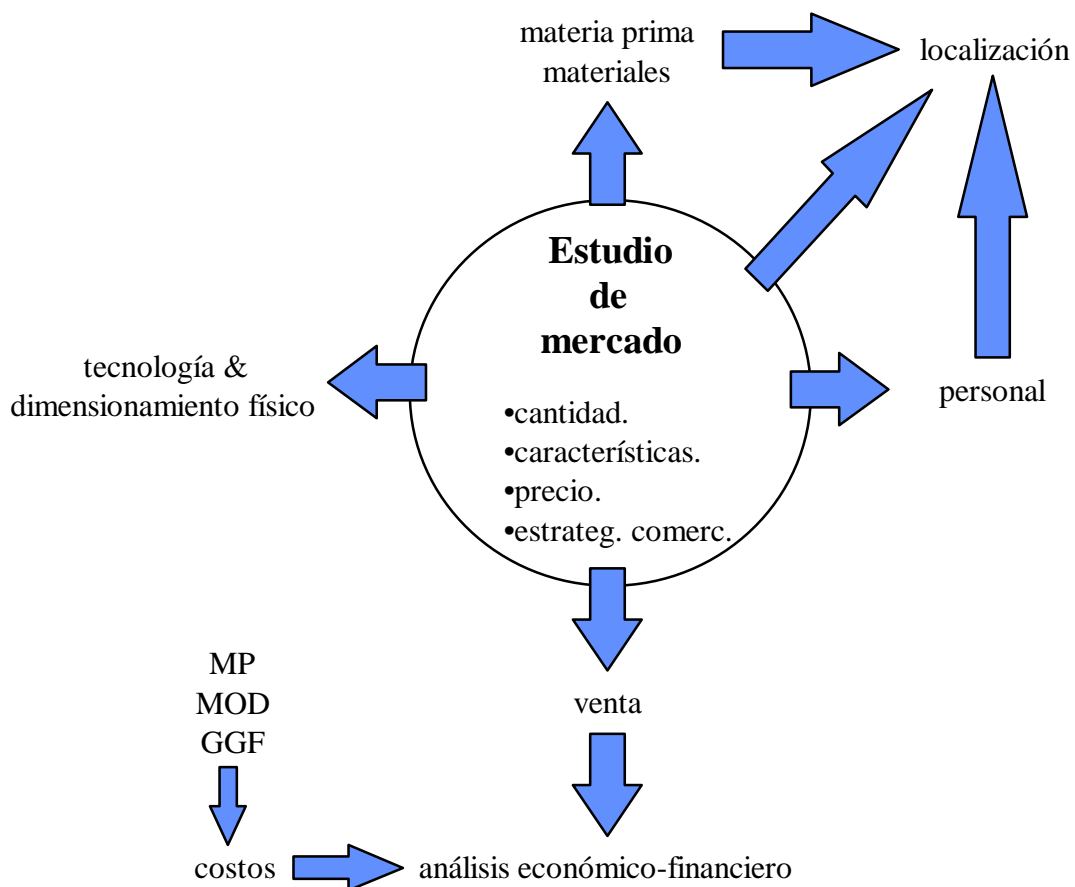 materia prima
materiales
localización
Estudio
de
mercado
tecnología &
dimensionamiento físico
personal
•cantidad.
•características.
•precio.
•estrateg. comerc.
MP
MOD
GGF
venta
costos
análisis económico-financiero